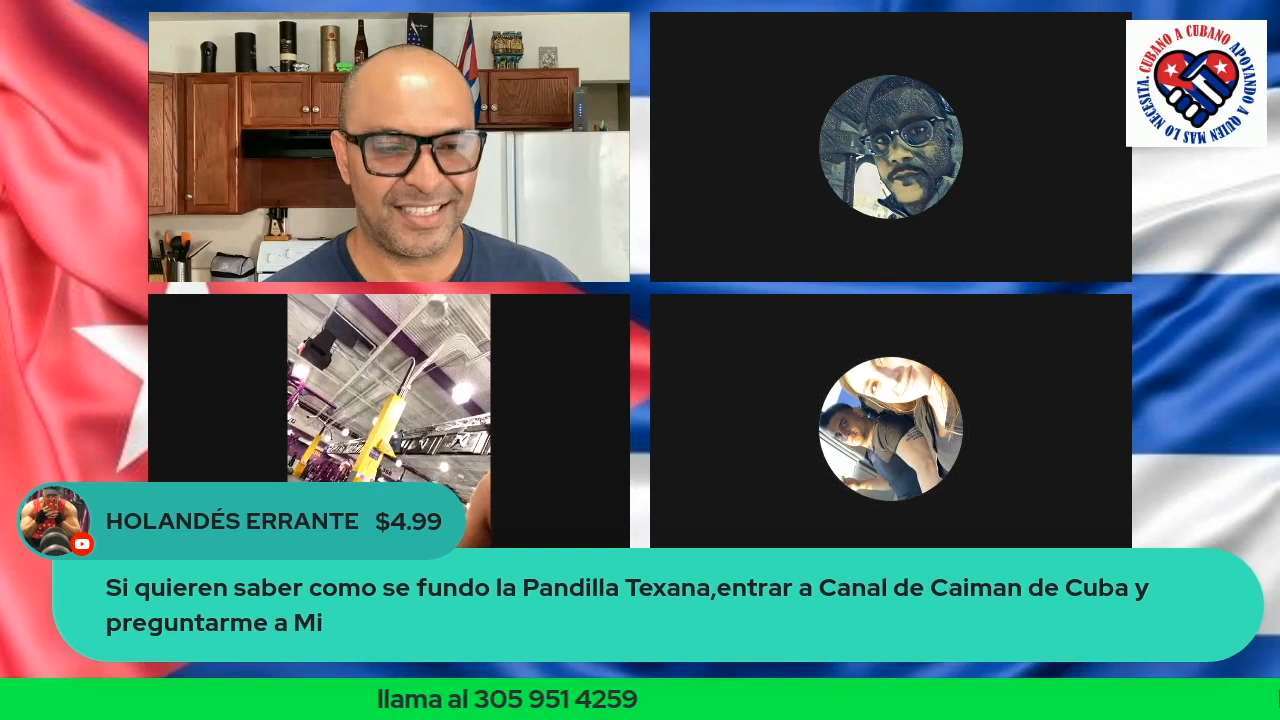 CUBANO A CUBANO APOYANDO A QUIEN MAS LO NECESITA.
HOLANDÉS ERRANTE $4.99
Si quieren saber como se fundo la Pandilla Texana,entrar a Canal de Caiman de Cuba y
preguntarme a Mi
llama al 305 951 4259